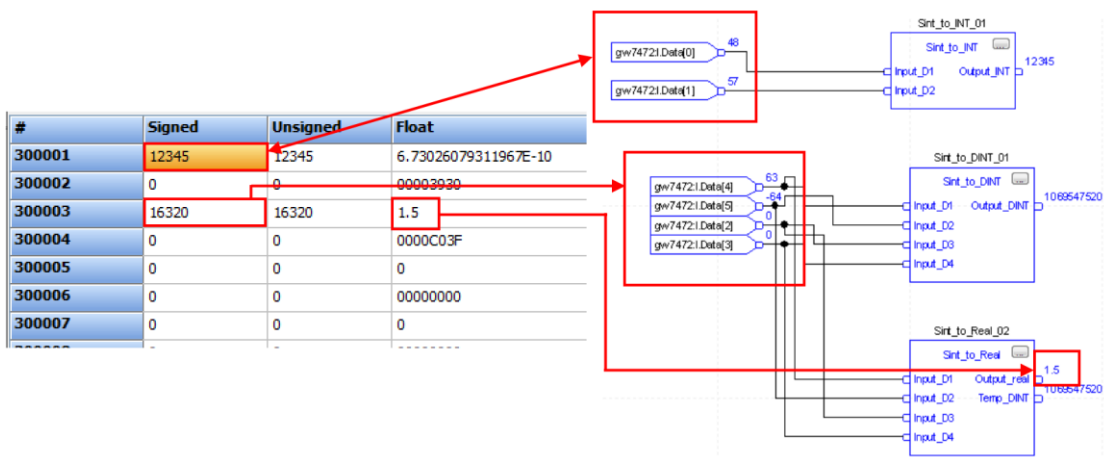 # Signed Unsigned Float
300001 12345 12345 6.73026079311967E-10
300002 0 0 00003930
300003 16320 16320 1.5
300004 0 0 0000C03F
300005 0 0 0
300006 0 0 00000000
300007 0 0 0
Sint_to_INT_01
Sint_to_INT ...
gw7472:I.Data[0] 48
gw7472:I.Data[1] 57
Input_D1 Output_INT 12345
Input_D2
Sint_to_DINT_01
Sint_to_DINT ...
gw7472:I.Data[4] 63
gw7472:I.Data[5] -64
gw7472:I.Data[2] 0
gw7472:I.Data[3] 0
Input_D1 Output_DINT 1069547520
Input_D2
Input_D3
Input_D4
Sint_to_Real_02
Sint_to_Real ...
Input_D1 Output_real 1.5
Input_D2 Temp_DINT 1069547520
Input_D3
Input_D4